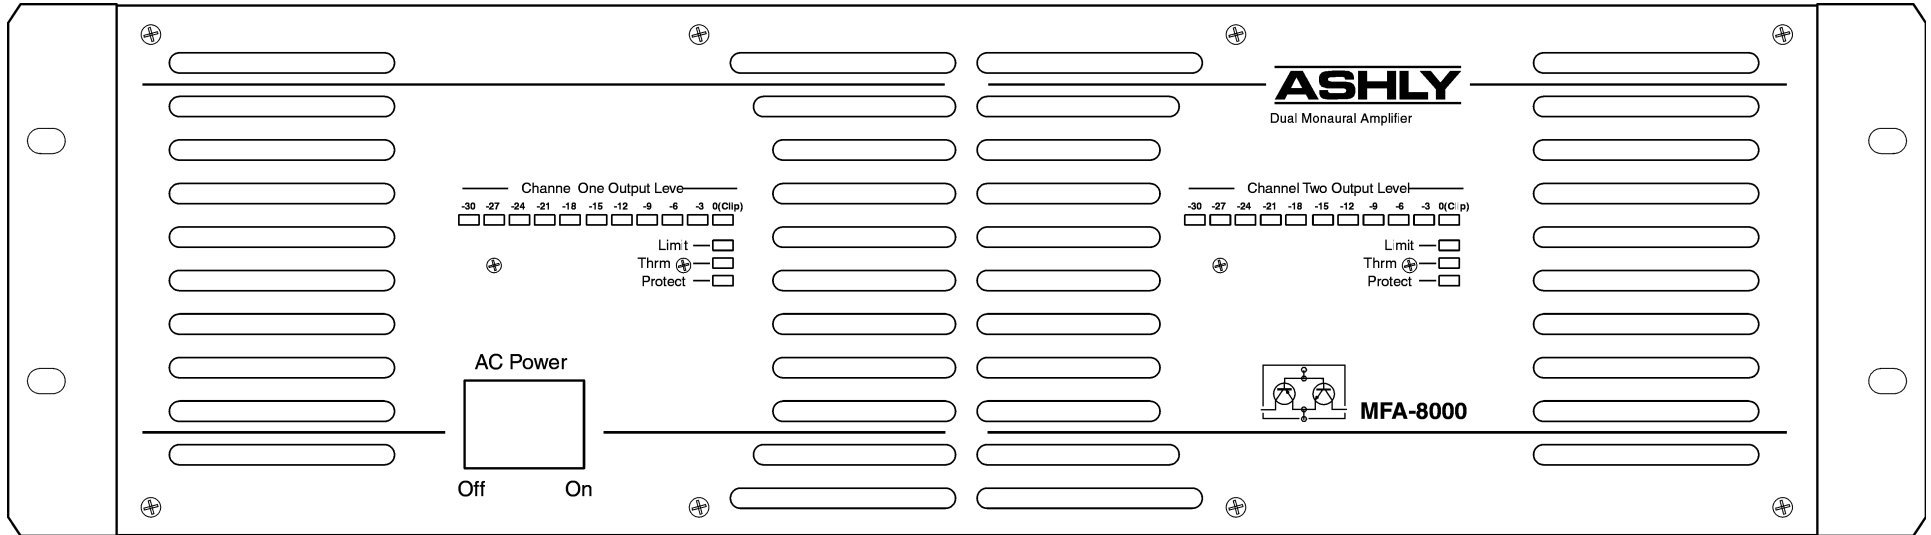 ASHLY
Dual Monaural Amplifier
Channe One Output Leve
-30 -27 -24 -21 -18 -15 -12 -9 -6 -3 0(Clip)
Limit
Thrm
Protect
Channel Two Output Level
-30 -27 -24 -21 -18 -15 -12 -9 -6 -3 0(Clip)
Limit
Thrm
Protect
AC Power
Off On
MFA-8000